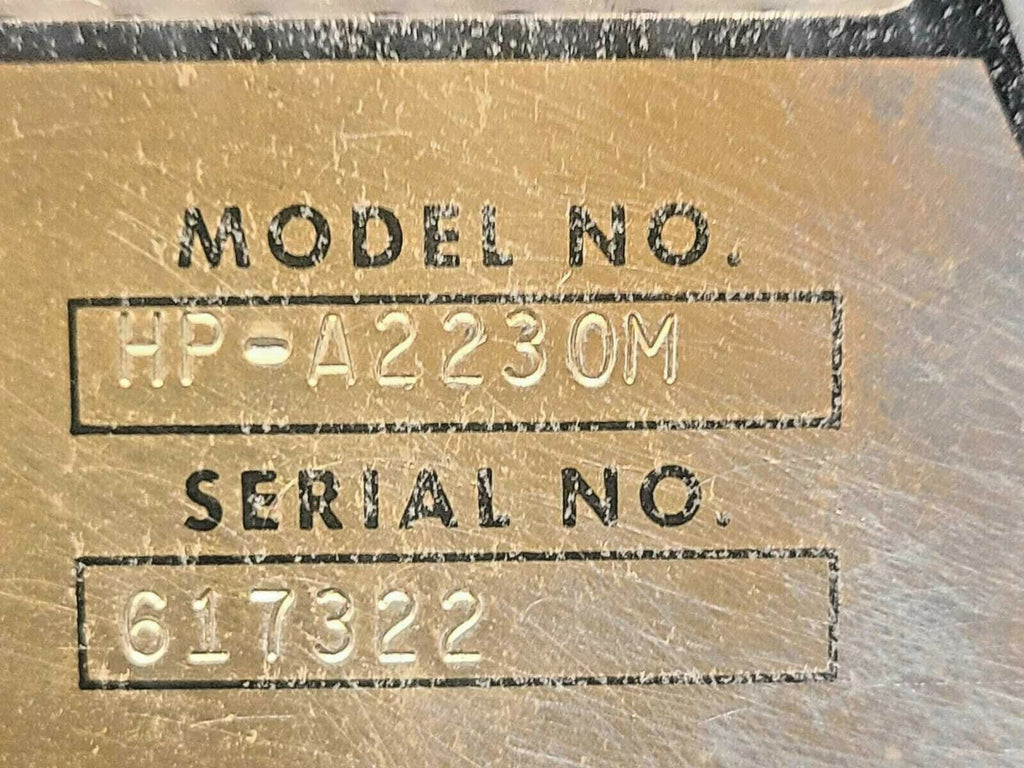 MODEL NO.
HP-A2230M
SERIAL NO.
617322